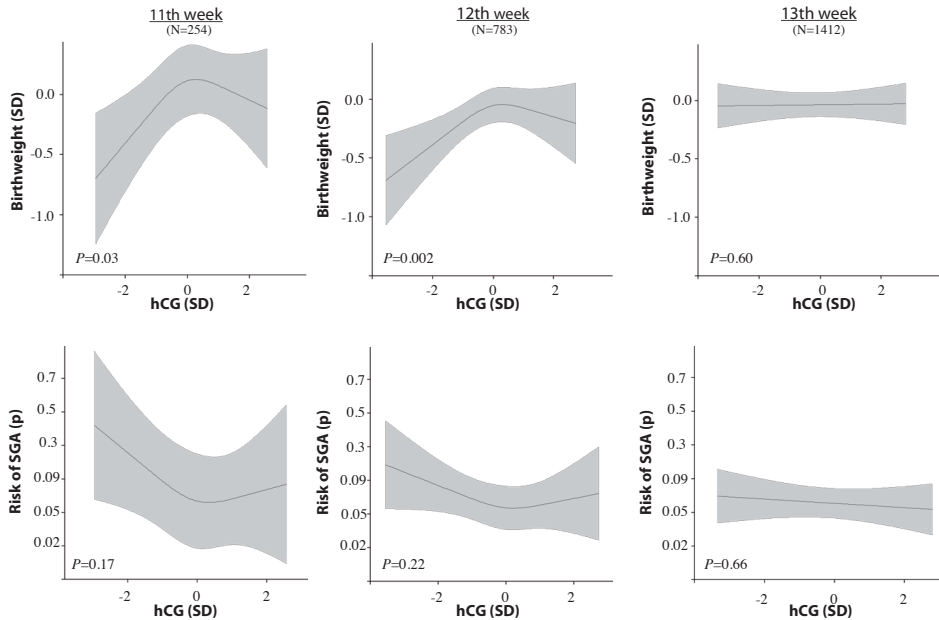 11th week
(N=254)
12th week
(N=783)
13th week
(N=1412)
Birthweight (SD)
0.0
-0.5
-1.0
P=0.03
-2
0
2
hCG (SD)
Birthweight (SD)
0.0
-0.5
-1.0
P=0.002
-2
0
2
hCG (SD)
Birthweight (SD)
0.0
-0.5
-1.0
P=0.60
-2
0
2
hCG (SD)
Risk of SGA (p)
0.7
0.5
0.3
0.09
0.05
0.02
P=0.17
-2
0
2
hCG (SD)
Risk of SGA (p)
0.7
0.5
0.3
0.09
0.05
0.02
P=0.22
-2
0
2
hCG (SD)
Risk of SGA (p)
0.7
0.5
0.3
0.09
0.05
0.02
P=0.66
-2
0
2
hCG (SD)